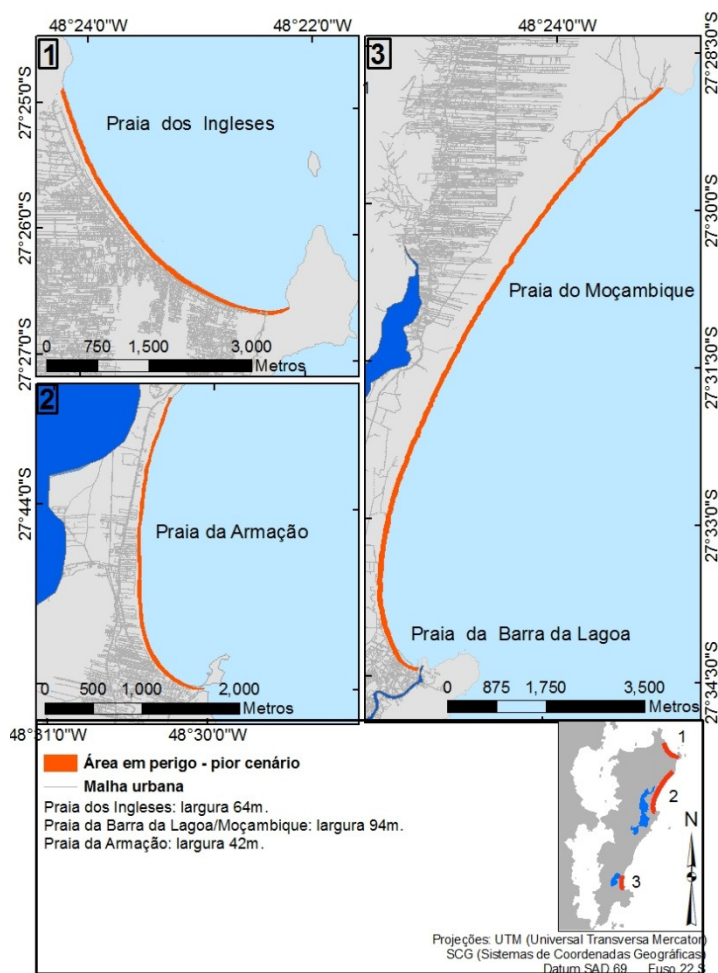 48°24'0"W 48°22'0"W
1
27°25'0"S
Praia dos Ingleses
27°26'0"S
27°27'0"S
0 750 1,500 3,000
Metros
2
27°44'0"S
Praia da Armação
0 500 1,000 2,000
Metros
48°31'0"W 48°30'0"W
48°24'0"W
3
27°28'30"S
27°30'0"S
Praia do Moçambique
27°31'30"S
27°33'0"S
Praia da Barra da Lagoa
0 875 1,750 3,500
Metros
27°34'30"S
Área em perigo - pior cenário
Malha urbana
Praia dos Ingleses: largura 64m.
Praia da Barra da Lagoa/Moçambique: largura 94m.
Praia da Armação: largura 42m.
1
2
N
3
Projeções: UTM (Universal Transversa Mercator)
SCG (Sistemas de Coordenadas Geográficas)
Datum SAD 69 Fuso 22 S